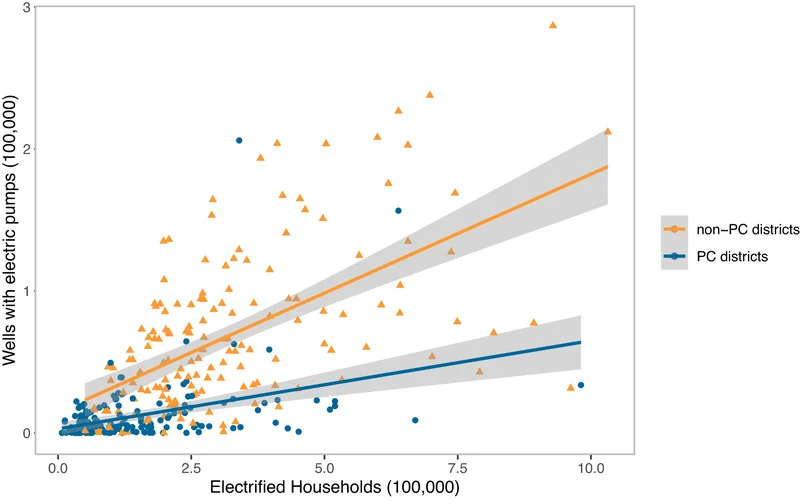 3
2
1
0
Wells with electric pumps (100,000)
0.0 2.5 5.0 7.5 10.0
Electrified Households (100,000)
non−PC districts
PC districts